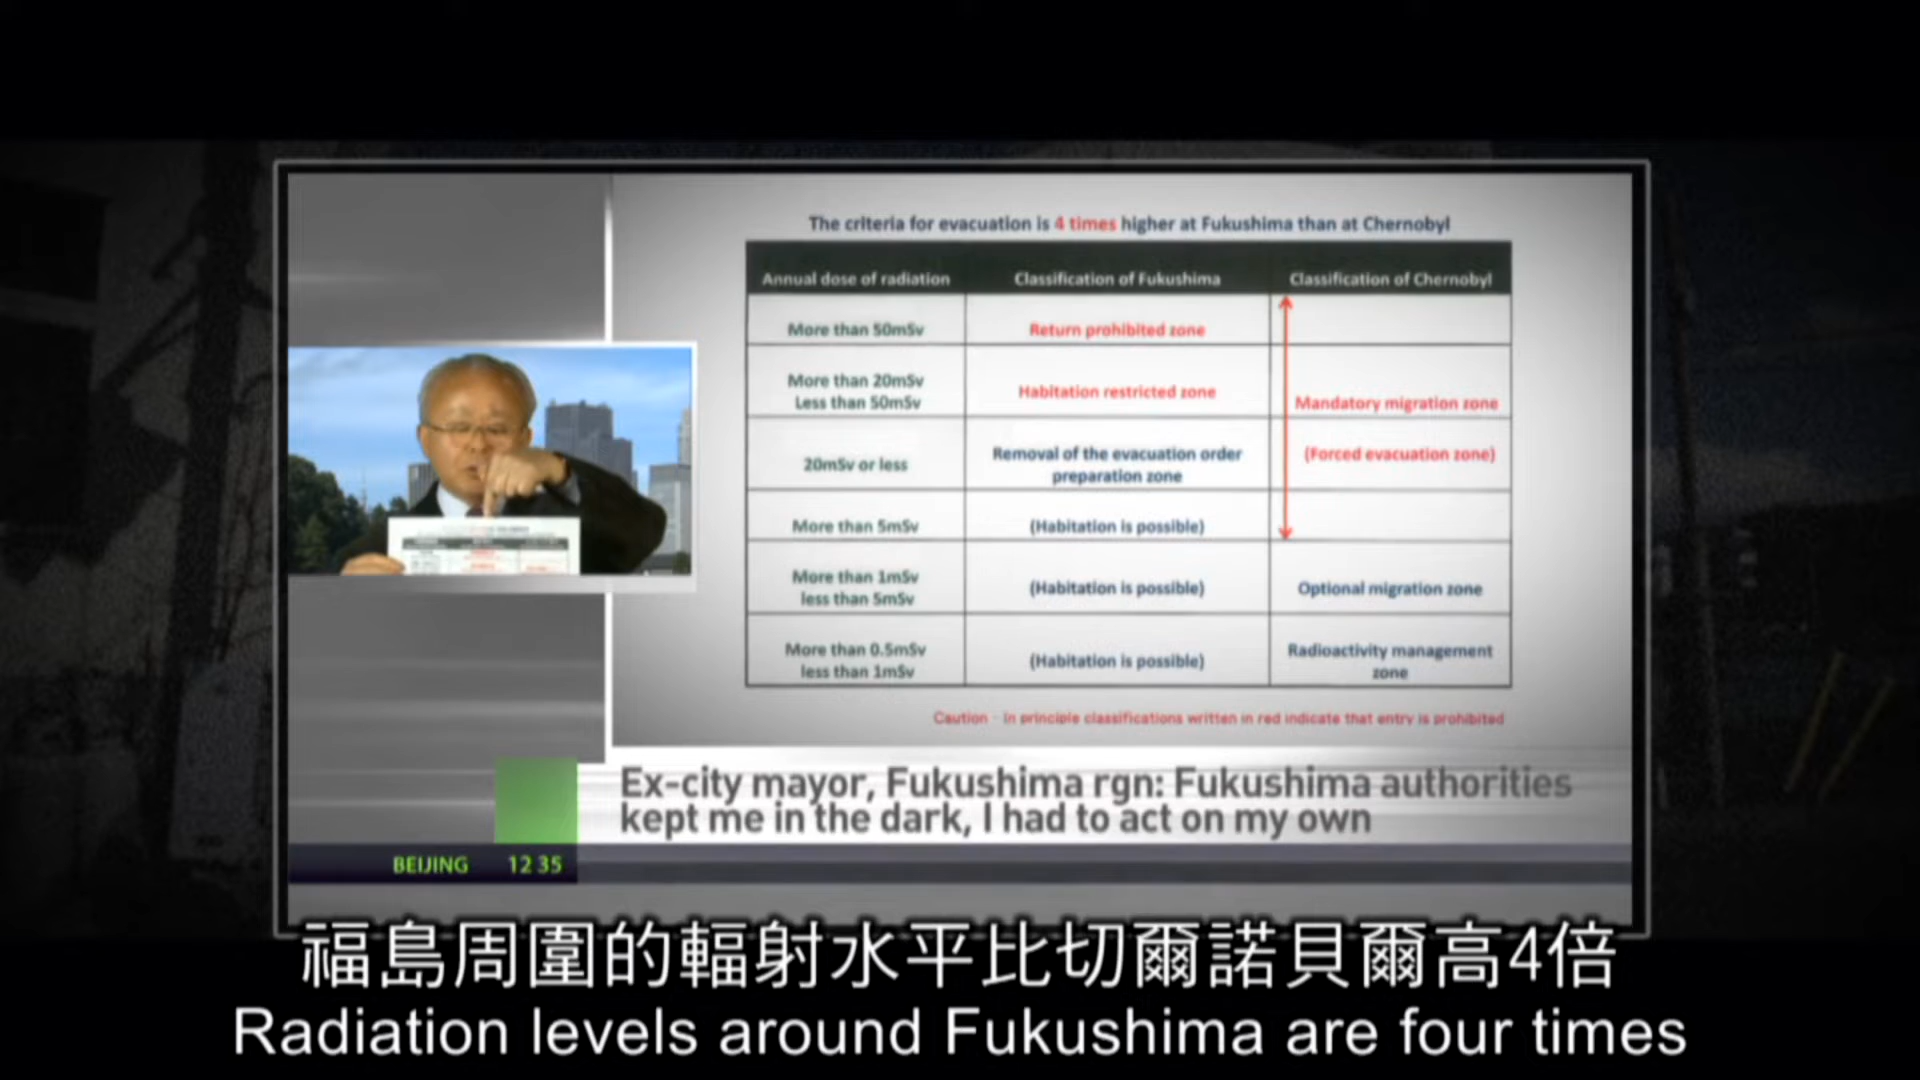 The criteria for evacuation is 4 times higher at Fukushima than at Chernobyl
Annual dose of radiation
Classification of Fukushima
Classification of Chernobyl
More than 50mSv
Return prohibited zone
More than 20mSv
Less than 50mSv
Habitation restricted zone
Mandatory migration zone
20mSv or less
Removal of the evacuation order
preparation zone
(Forced evacuation zone)
More than 5mSv
(Habitation is possible)
More than 1mSv
less than 5mSv
(Habitation is possible)
Optional migration zone
More than 0.5mSv
less than 1mSv
(Habitation is possible)
Radioactivity management
zone
Caution - In principle classifications written in red indicate that entry is prohibited
Ex-city mayor, Fukushima rgn: Fukushima authorities
kept me in the dark, I had to act on my own
BEIJING 12 35
福島周圍的輻射水平比切爾諾貝爾高4倍
Radiation levels around Fukushima are four times